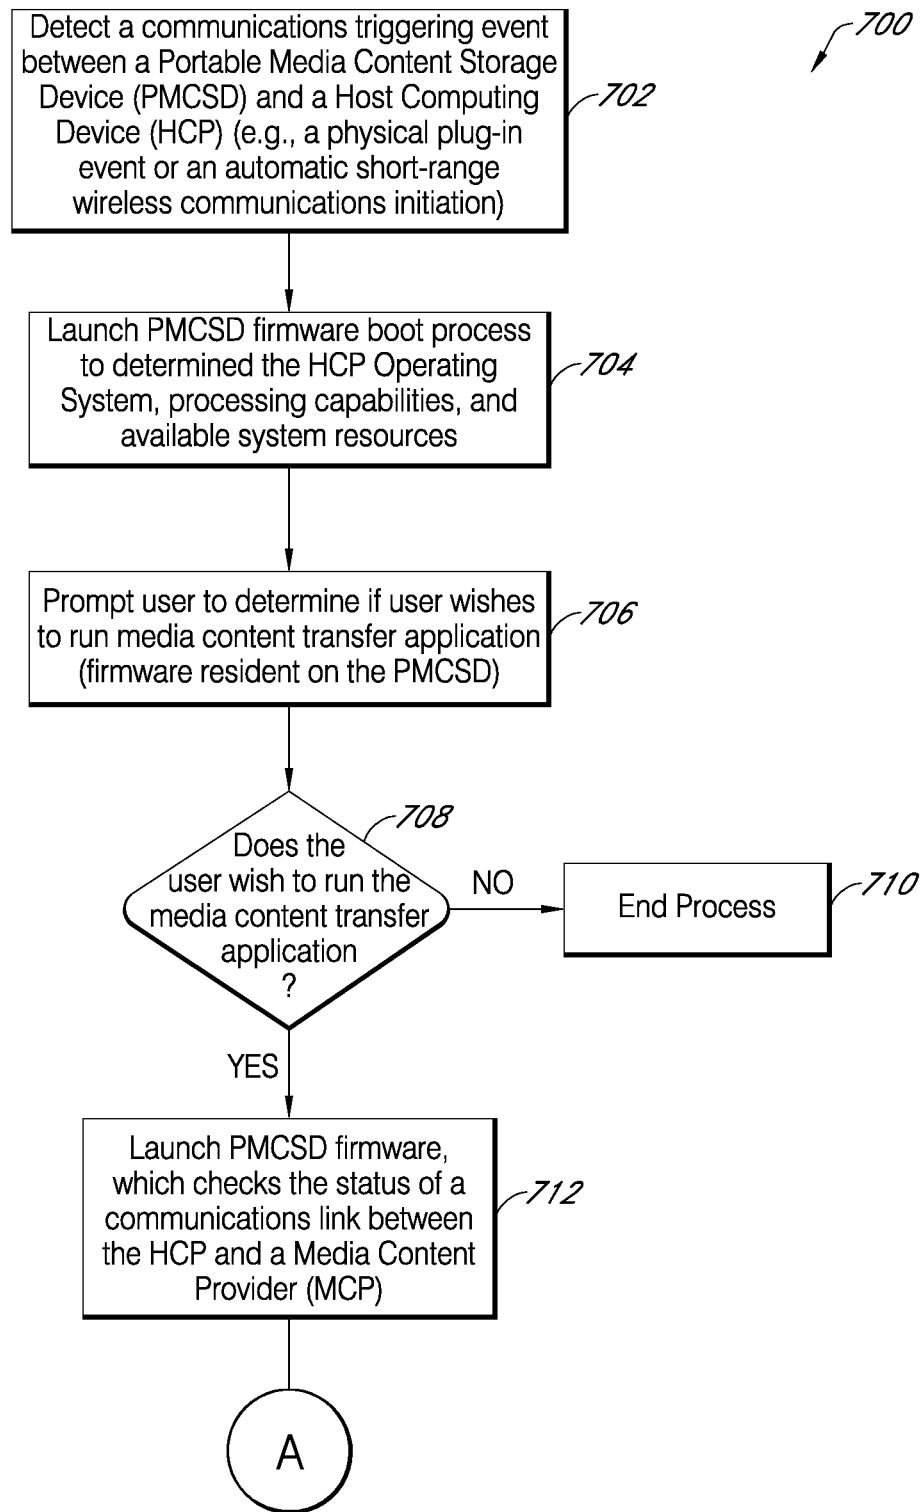 Detect a communications triggering event
between a Portable Media Content Storage
Device (PMCSD) and a Host Computing
Device (HCP) (e.g., a physical plug-in
event or an automatic short-range
wireless communications initiation)
700
702
Launch PMCSD firmware boot process
to determined the HCP Operating
System, processing capabilities, and
available system resources
704
Prompt user to determine if user wishes
to run media content transfer application
(firmware resident on the PMCSD)
706
708
Does the
user wish to run the
media content transfer
application
?
NO
End Process
710
YES
Launch PMCSD firmware,
which checks the status of a
communications link between
the HCP and a Media Content
Provider (MCP)
712
A